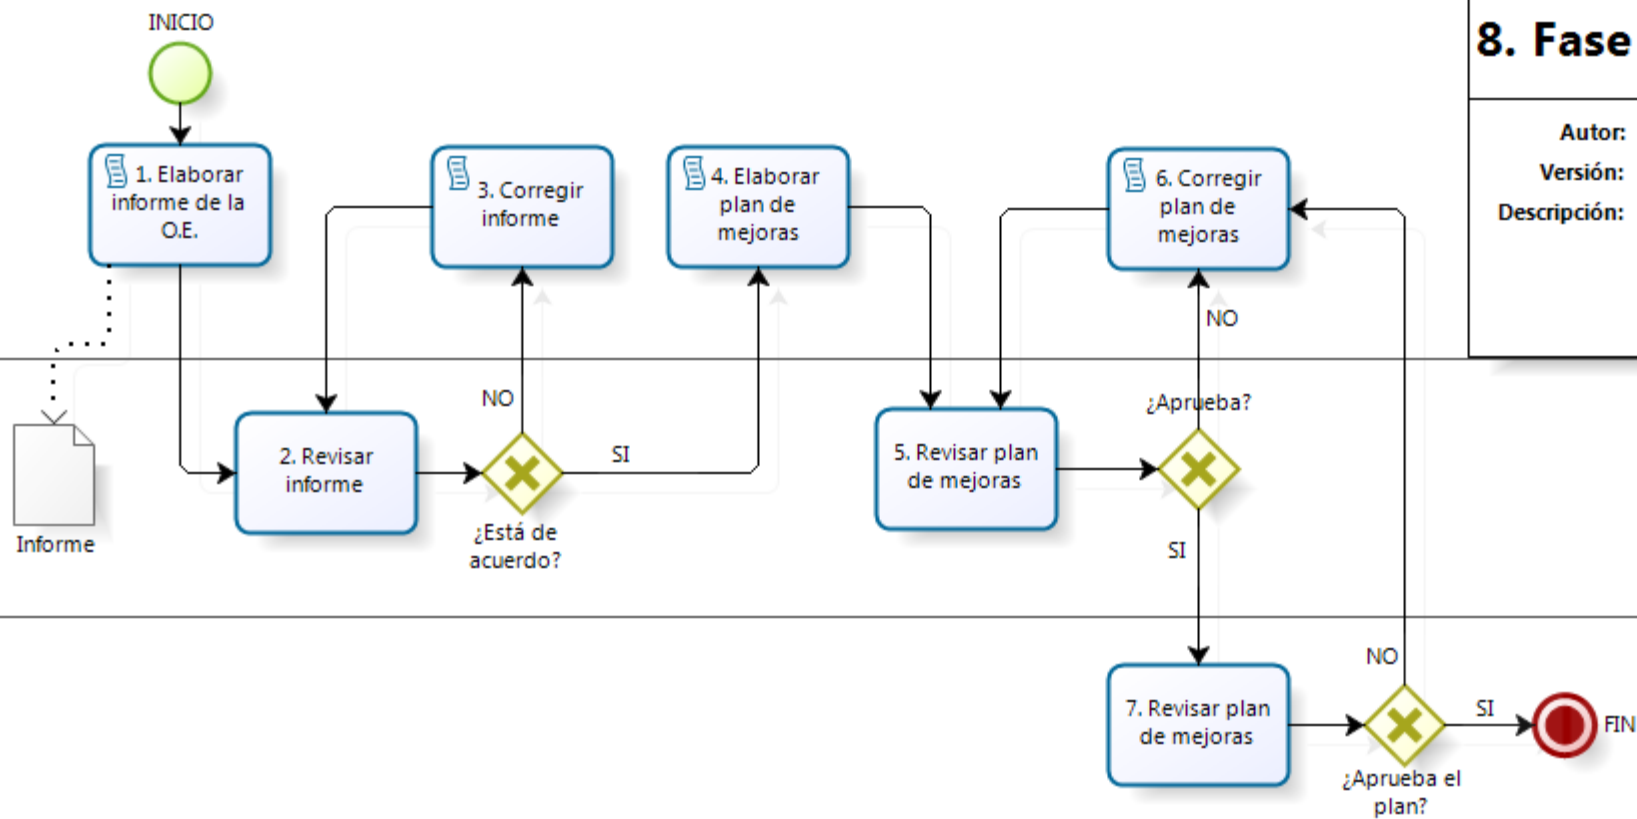 INICIO
8. Fase
Autor:
Versión:
Descripción:
1. Elaborar
informe de la
O.E.
3. Corregir
informe
4. Elaborar
plan de
mejoras
6. Corregir
plan de
mejoras
NO
NO
¿Aprueba?
2. Revisar
informe
SI
5. Revisar plan
de mejoras
¿Está de
acuerdo?
Informe
SI
NO
7. Revisar plan
de mejoras
SI
FIN
¿Aprueba el
plan?